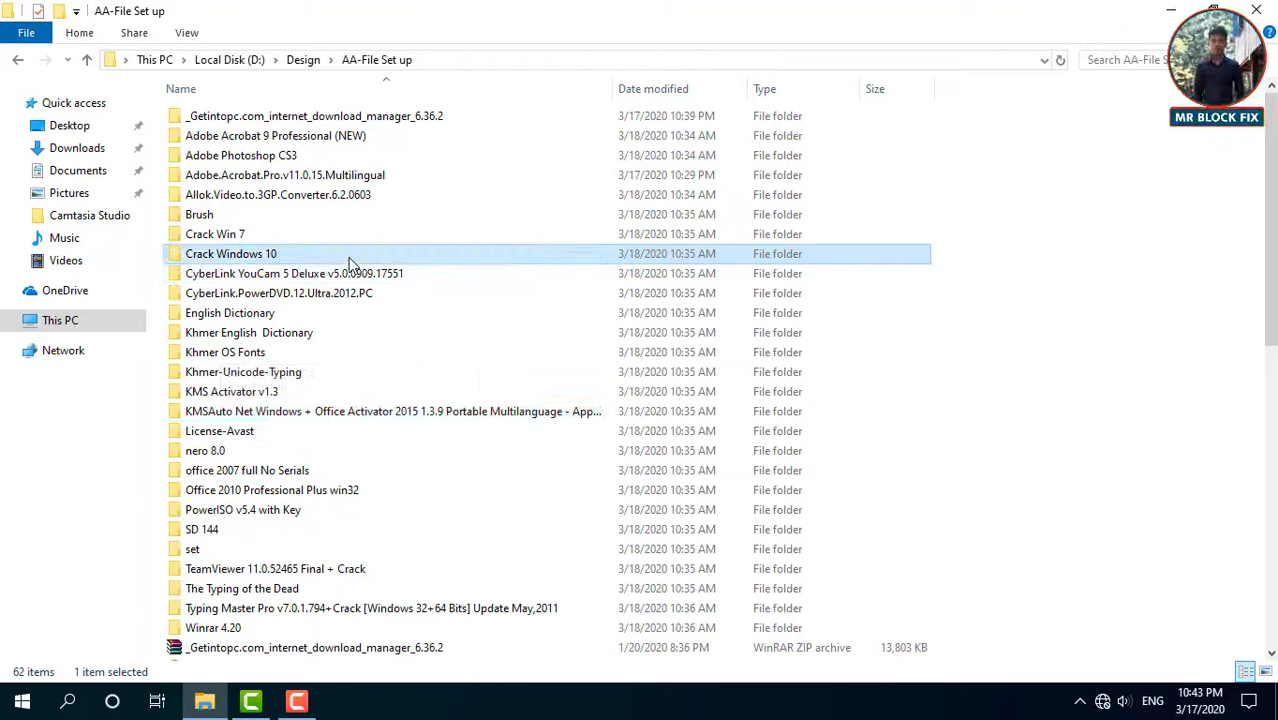 AA-File Set up
File Home Share View
This PC Local Disk (D:) Design AA-File Set up Search AA-File
MR BLOCK FIX
Name Date modified Type Size
Quick access
Desktop
Downloads
Documents
Pictures
Camtasia Studio
Music
Videos
OneDrive
This PC
Network
_Getintopc.com_internet_download_manager_6.36.2 3/17/2020 10:39 PM File folder
Adobe Acrobat 9 Professional (NEW) 3/18/2020 10:34 AM File folder
Adobe Photoshop CS3 3/18/2020 10:34 AM File folder
Adobe.Acrobat.Pro.v11.0.15.Multilingual 3/17/2020 10:29 PM File folder
Allok.Video.to.3GP.Converter.6.2.0603 3/18/2020 10:34 AM File folder
Brush 3/18/2020 10:35 AM File folder
Crack Win 7 3/18/2020 10:35 AM File folder
Crack Windows 10 3/18/2020 10:35 AM File folder
CyberLink YouCam 5 Deluxe v5.0.0909.17551 3/18/2020 10:35 AM File folder
CyberLink.PowerDVD.12.Ultra.2012.PC 3/18/2020 10:35 AM File folder
English Dictionary 3/18/2020 10:35 AM File folder
Khmer English Dictionary 3/18/2020 10:35 AM File folder
Khmer OS Fonts 3/18/2020 10:35 AM File folder
Khmer-Unicode-Typing 3/18/2020 10:35 AM File folder
KMS Activator v1.3 3/18/2020 10:35 AM File folder
KMSAuto Net Windows + Office Activator 2015 1.3.9 Portable Multilanguage - App... 3/18/2020 10:35 AM File folder
License-Avast 3/18/2020 10:35 AM File folder
nero 8.0 3/18/2020 10:35 AM File folder
office 2007 full No Serials 3/18/2020 10:35 AM File folder
Office 2010 Professional Plus win32 3/18/2020 10:35 AM File folder
PowerISO v5.4 with Key 3/18/2020 10:35 AM File folder
SD 144 3/18/2020 10:35 AM File folder
set 3/18/2020 10:35 AM File folder
TeamViewer 11.0.52465 Final + Crack 3/18/2020 10:35 AM File folder
The Typing of the Dead 3/18/2020 10:35 AM File folder
Typing Master Pro v7.0.1.794+Crack [Windows 32+64 Bits] Update May,2011 3/18/2020 10:36 AM File folder
Winrar 4.20 3/18/2020 10:36 AM File folder
_Getintopc.com_internet_download_manager_6.36.2 1/20/2020 8:36 PM WinRAR ZIP archive 13,803 KB
62 items 1 item selected
ENG
10:43 PM
3/17/2020